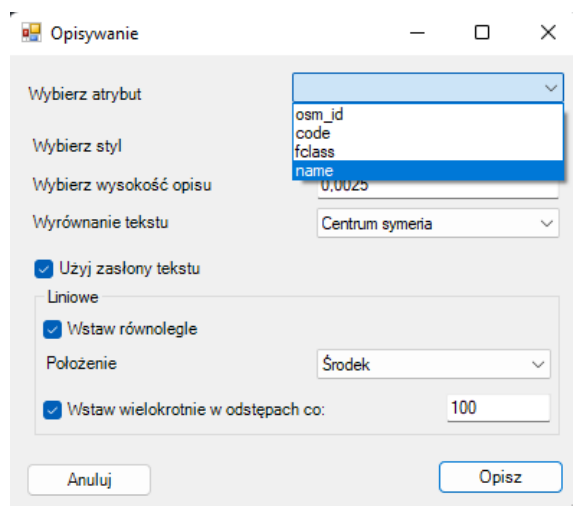 Opisywanie
Wybierz atrybut
osm_id
code
Wybierz styl
fclass
name
Wybierz wysokość opisu
0,0025
Wyrównanie tekstu
Centrum symeria
Użyj zasłony tekstu
Liniowe
Wstaw równolegle
Położenie
Środek
Wstaw wielokrotnie w odstępach co:
100
Anuluj
Opisz